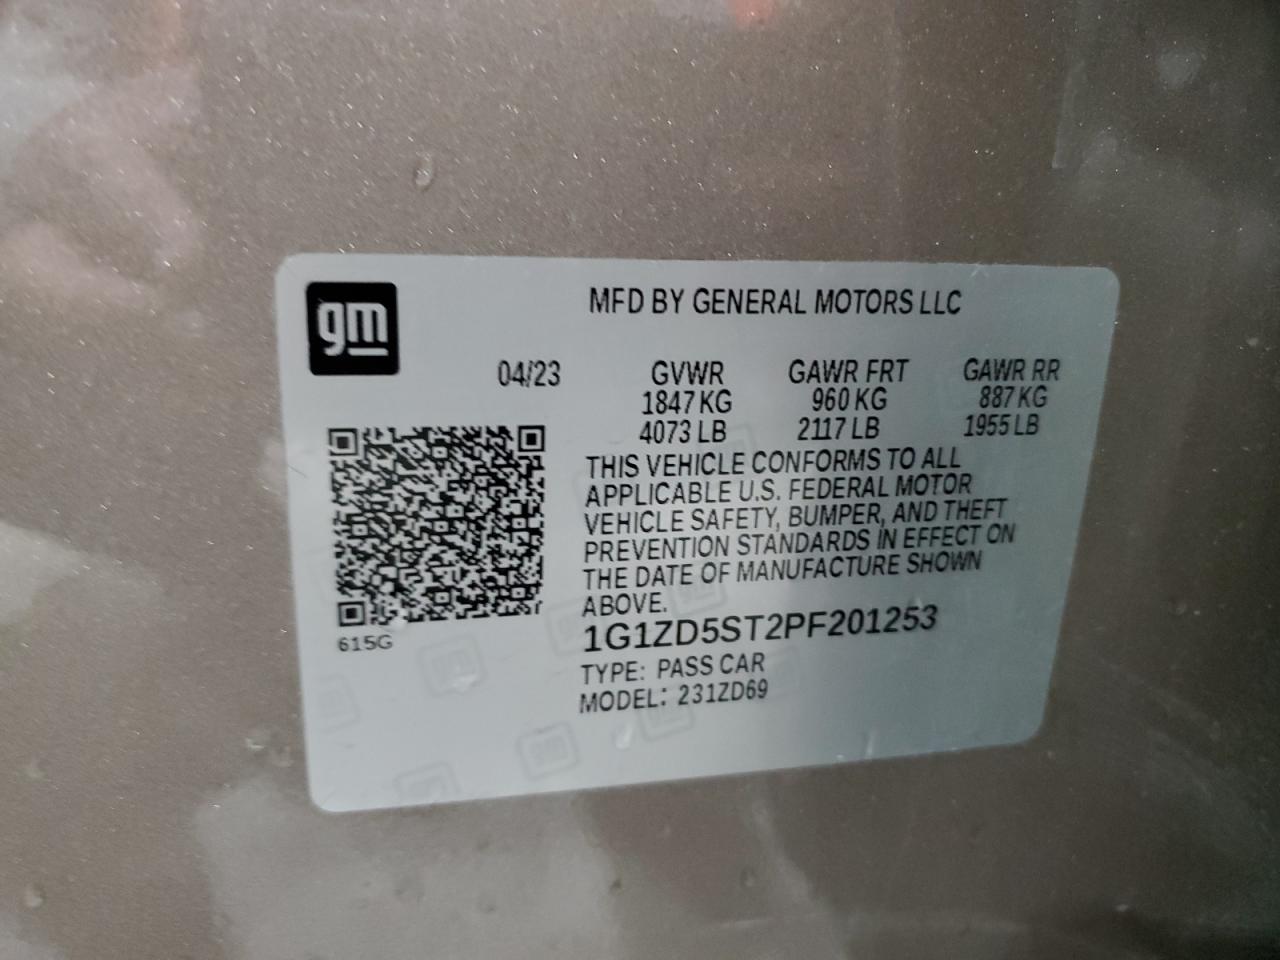 gm
MFD BY GENERAL MOTORS LLC
04/23 GVWR GAWR FRT GAWR RR
1847 KG 960 KG 887 KG
4073 LB 2117 LB 1955 LB
THIS VEHICLE CONFORMS TO ALL
APPLICABLE U.S. FEDERAL MOTOR
VEHICLE SAFETY, BUMPER, AND THEFT
PREVENTION STANDARDS IN EFFECT ON
THE DATE OF MANUFACTURE SHOWN
ABOVE.
1G1ZD5ST2PF201253
615G
TYPE: PASS CAR
MODEL: 231ZD69